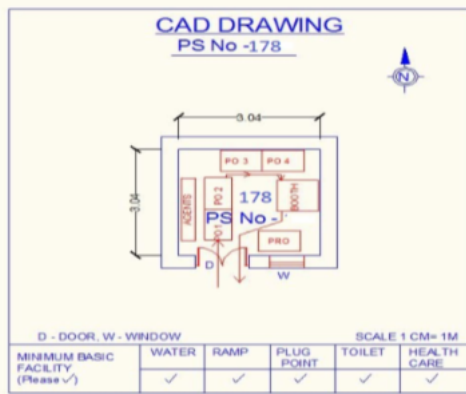 CAD DRAWING
PS No -178
N
3.04
3.04
PO 3
PO 4
AGENTS
PO 2
178
BOOTH
PS No -
PO 1
PRO
D
W
D - DOOR, W - WINDOW
SCALE 1 CM= 1M
MINIMUM BASIC
FACILITY
(Please ✓)
WATER
RAMP
PLUG
POINT
TOILET
HEALTH
CARE
✓ ✓ ✓ ✓ ✓